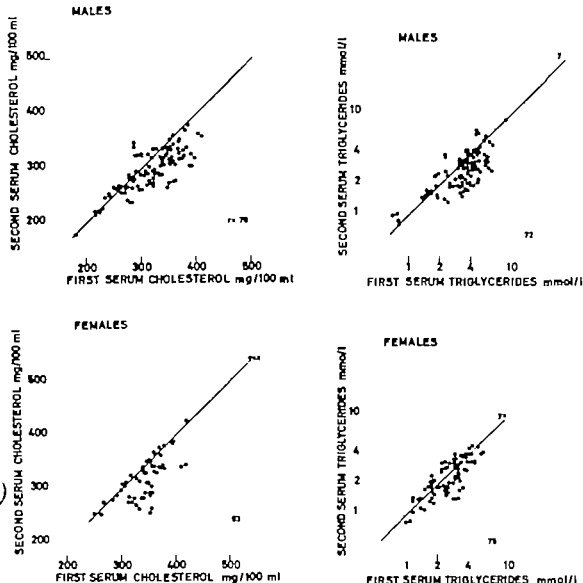 MALES
SECOND SERUM CHOLESTEROL mg/100 ml
500
400
300
200
200 300 400 500
FIRST SERUM CHOLESTEROL mg/100 ml
MALES
SECOND SERUM TRIGLYCERIDES mmol/l
10
4
2
1
72
1 2 4 10
FIRST SERUM TRIGLYCERIDES mmol/l
FEMALES
SECOND SERUM CHOLESTEROL mg/100 ml
500
400
300
200
200 300 400 500
FIRST SERUM CHOLESTEROL mg/100 ml
FEMALES
SECOND SERUM TRIGLYCERIDES mmol/l
10
4
2
1
1 2 4 10
FIRST SERUM TRIGLYCERIDES mmol/l